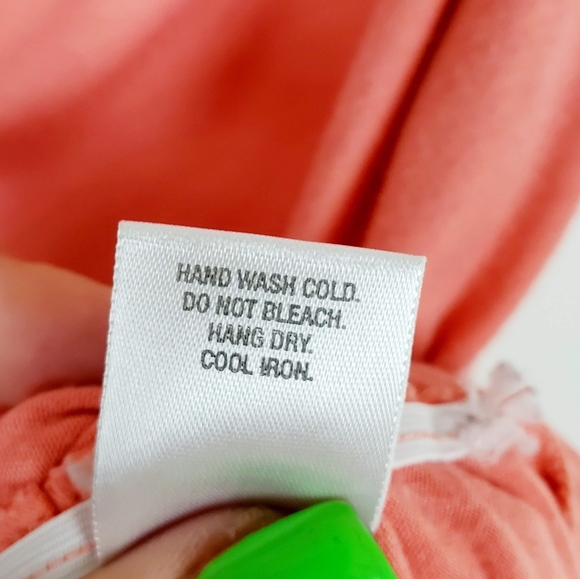 HAND WASH COLD.
DO NOT BLEACH.
HANG DRY.
COOL IRON.